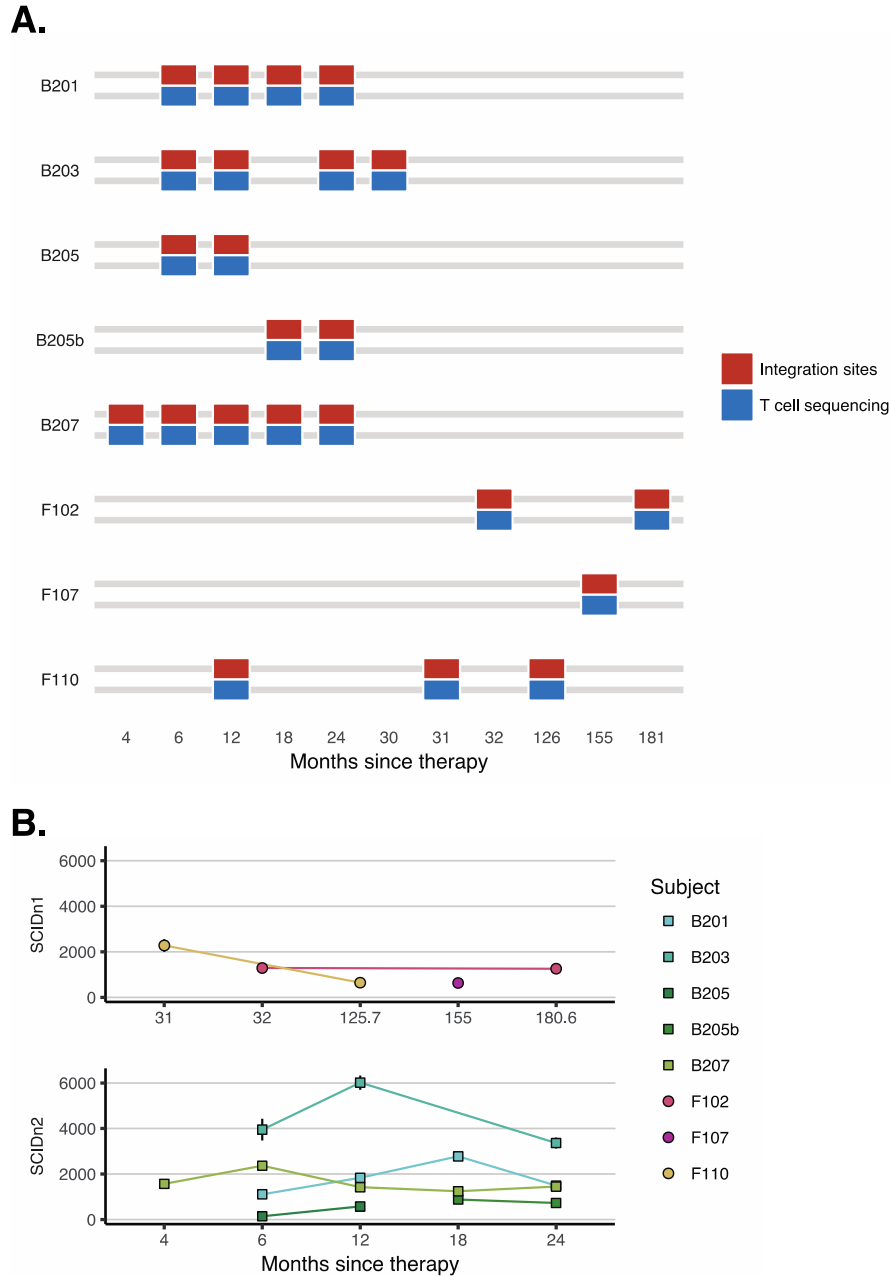 A.
B201
B203
B205
B205b
B207
F102
F107
F110
Integration sites
T cell sequencing
4 6 12 18 24 30 31 32 126 155 181
Months since therapy
B.
6000
4000
2000
0
SCIDn1
31 32 125.7 155 180.6
6000
4000
2000
0
SCIDn2
4 6 12 18 24
Months since therapy
Subject
B201
B203
B205
B205b
B207
F102
F107
F110